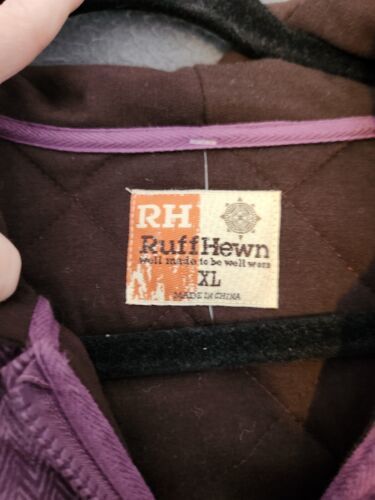 RH
RuffHewn
well made to be well worn
XL
MADE IN CHINA